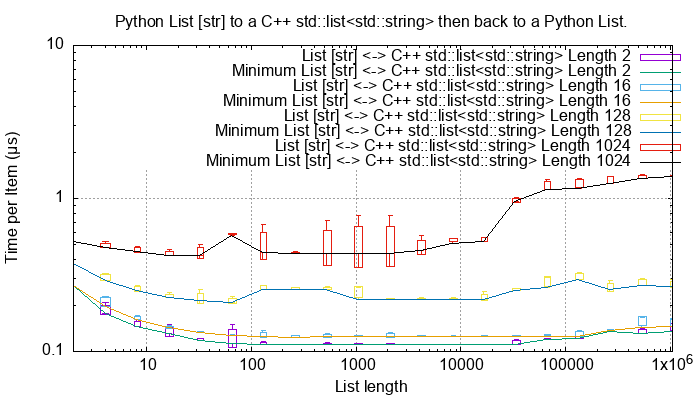 Python List [str] to a C++ std::list<std::string> then back to a Python List.
10
List [str] <-> C++ std::list<std::string> Length 2
Minimum List [str] <-> C++ std::list<std::string> Length 2
List [str] <-> C++ std::list<std::string> Length 16
Minimum List [str] <-> C++ std::list<std::string> Length 16
List [str] <-> C++ std::list<std::string> Length 128
Minimum List [str] <-> C++ std::list<std::string> Length 128
List [str] <-> C++ std::list<std::string> Length 1024
Minimum List [str] <-> C++ std::list<std::string> Length 1024
Time per Item (µs)
1
0.1
10 100 1000 10000 100000 1x10^6
List length